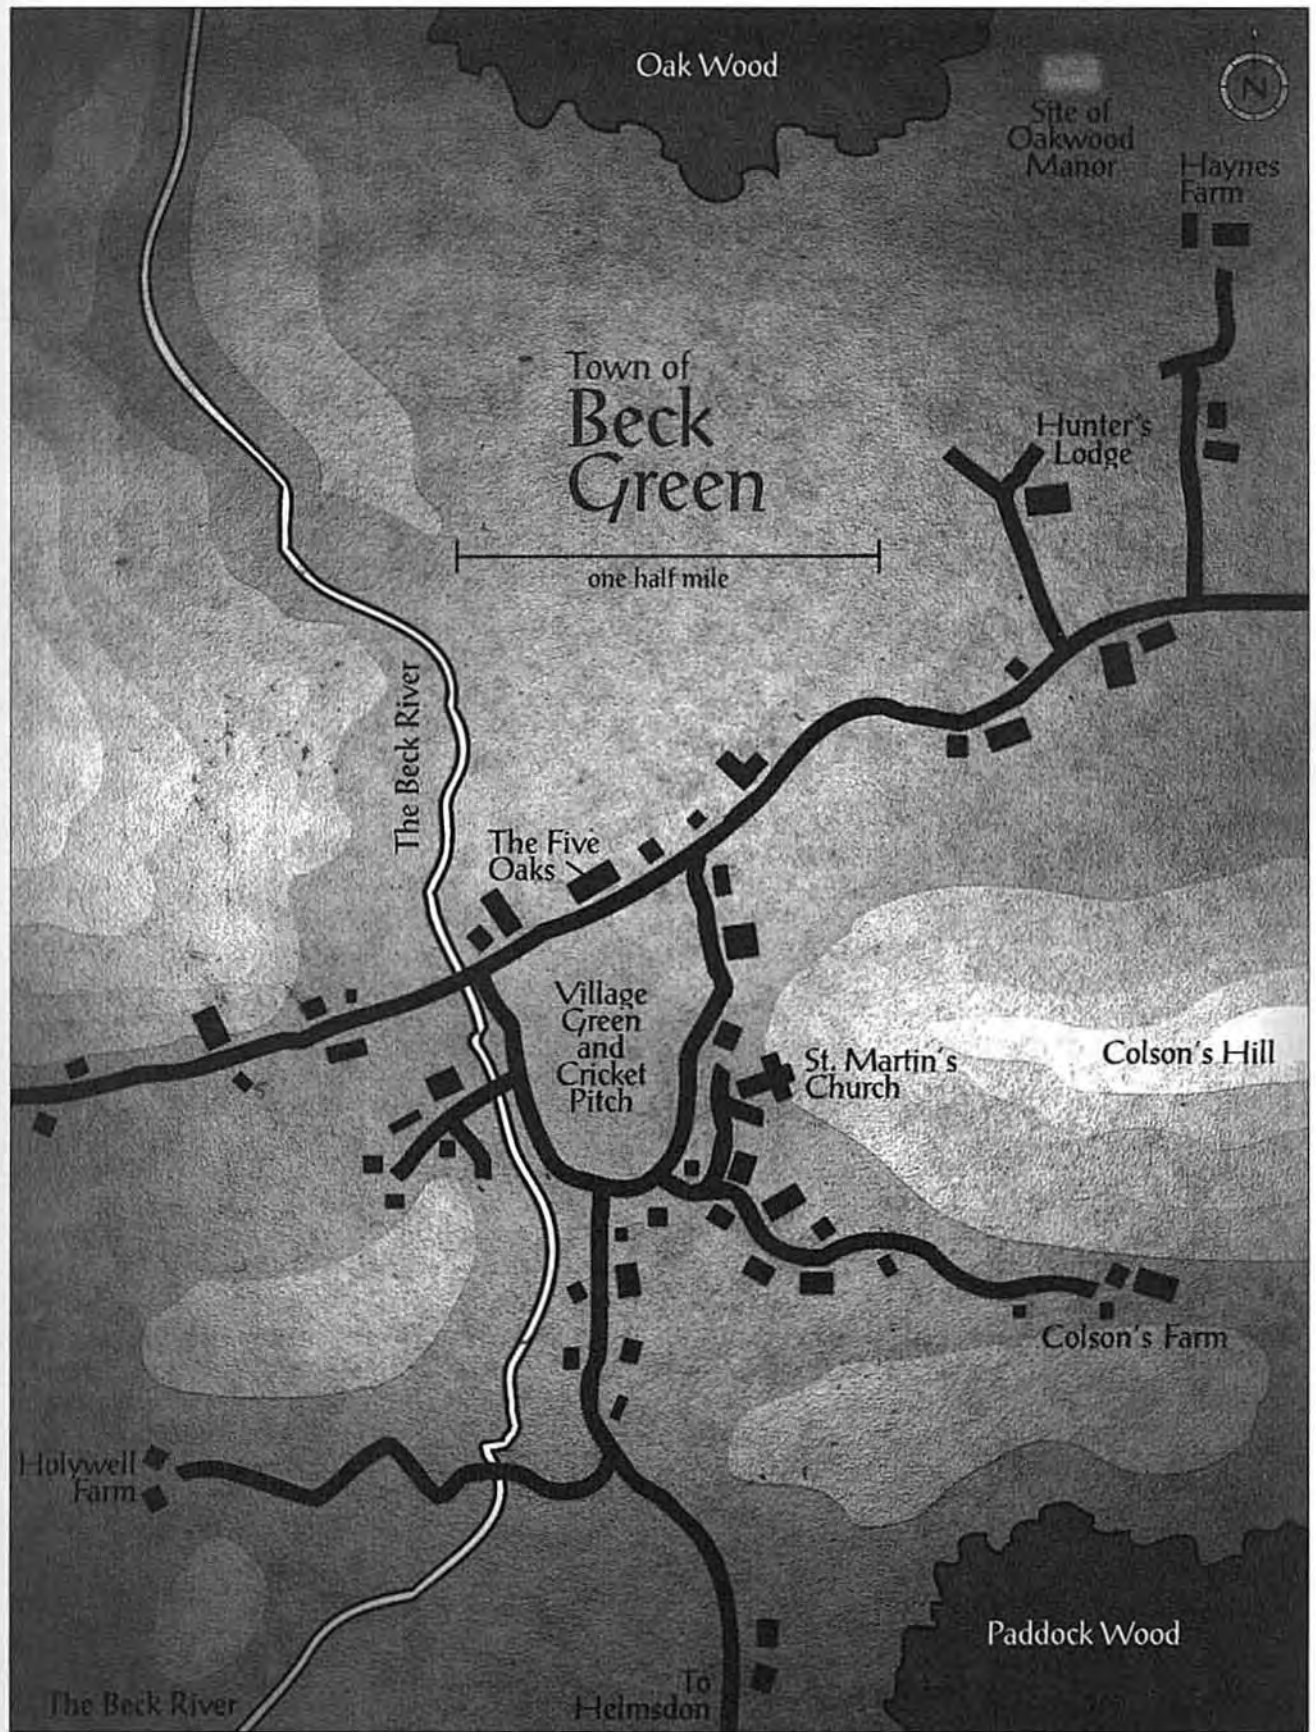 Oak Wood
N
Site of
Oakwood
Manor
Haynes
Farm
Town of
Beck
Green
Hunter's
Lodge
one half mile
The Beck River
The Five
Oaks
Village
Green
and
Cricket
Pitch
St. Martin's
Church
Colson's Hill
Colson's Farm
Holywell
Farm
Paddock Wood
To
Helmsdon
The Beck River